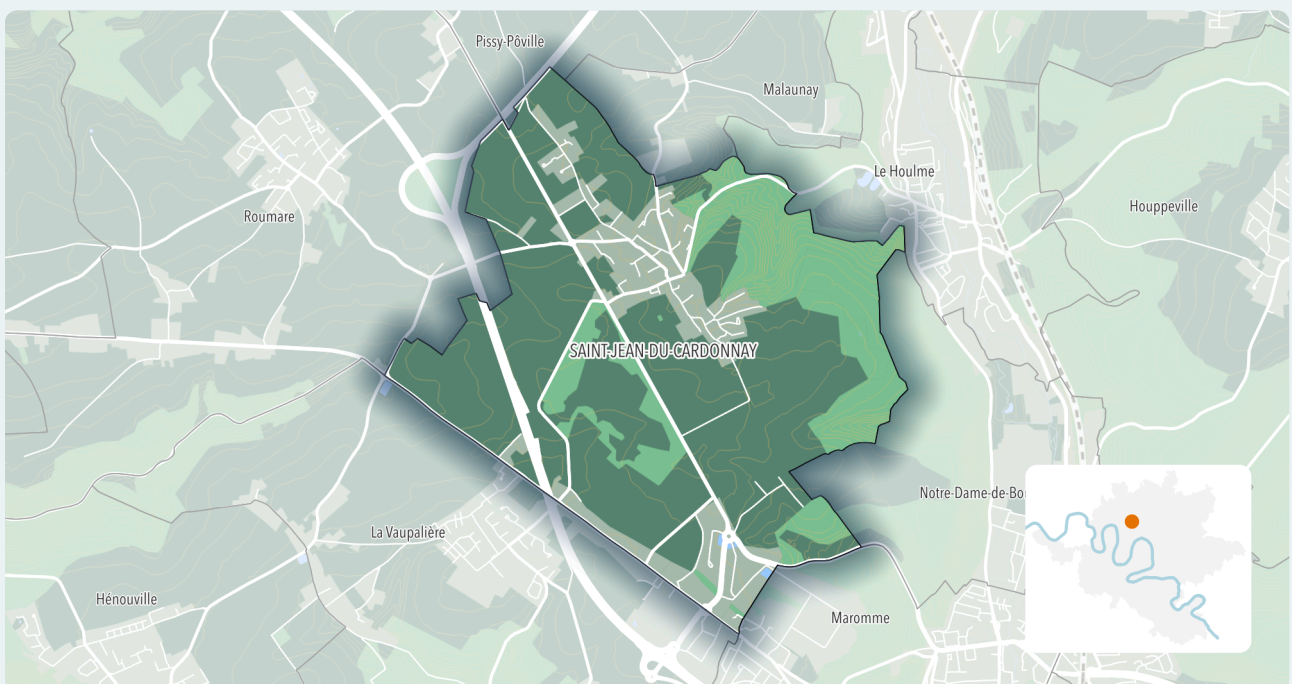 Pissy-Pôville
Malaunay
Le Houlme
Roumare
Houppeville
SAINT-JEAN-DU-CARDONNAY
La Vaupalière
Notre-Dame-de-Bo
Hénouville
Maromme